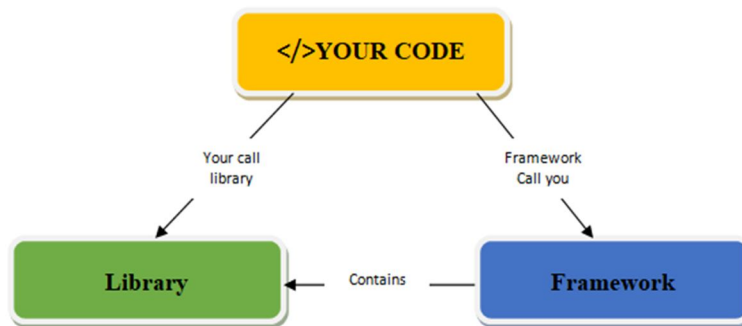 </>YOUR CODE
Your call
library
Framework
Call you
Library
Contains
Framework